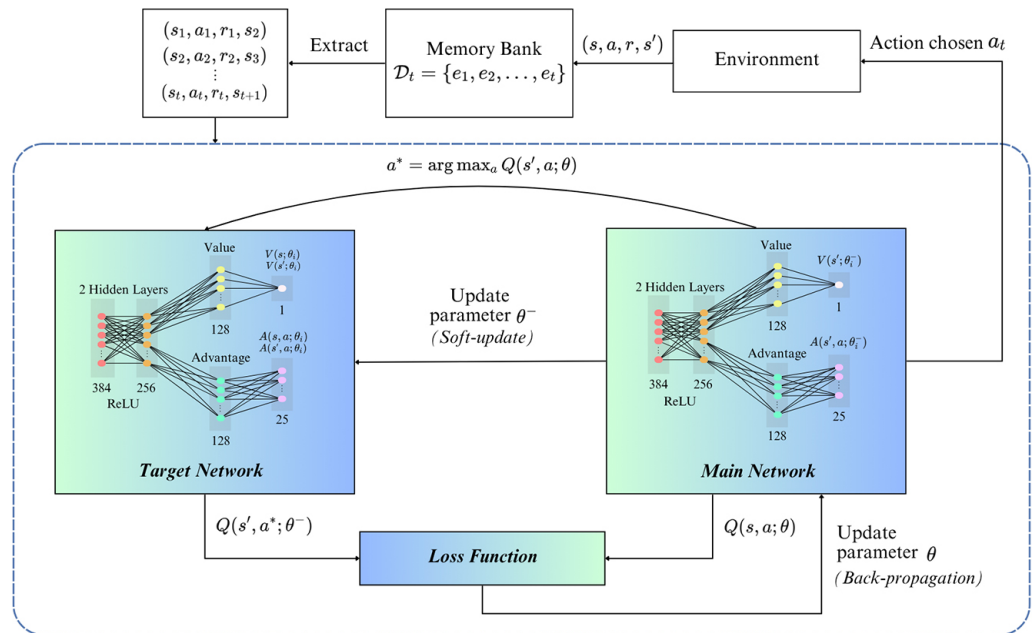 (s₁, a₁, r₁, s₂)
(s₂, a₂, r₂, s₃)
⋮
(sₜ, aₜ, rₜ, sₜ₊₁)
Extract
Memory Bank
𝒟ₜ = {e₁, e₂, …, eₜ}
(s, a, r, s′)
Environment
Action chosen aₜ
a* = arg maxₐ Q(s′, a; θ)
Value
V(s; θᵢ)
V(s′; θᵢ)
2 Hidden Layers
1
128
Advantage
A(s, a; θᵢ)
A(s′, a; θᵢ)
384
256
ReLU
25
128
Target Network
Update
parameter θ⁻
(Soft-update)
Value
V(s′; θᵢ⁻)
2 Hidden Layers
1
128
Advantage
A(s′, a; θᵢ⁻)
384
256
ReLU
25
128
Main Network
Q(s′, a*; θ⁻)
Loss Function
Q(s, a; θ)
Update
parameter θ
(Back-propagation)